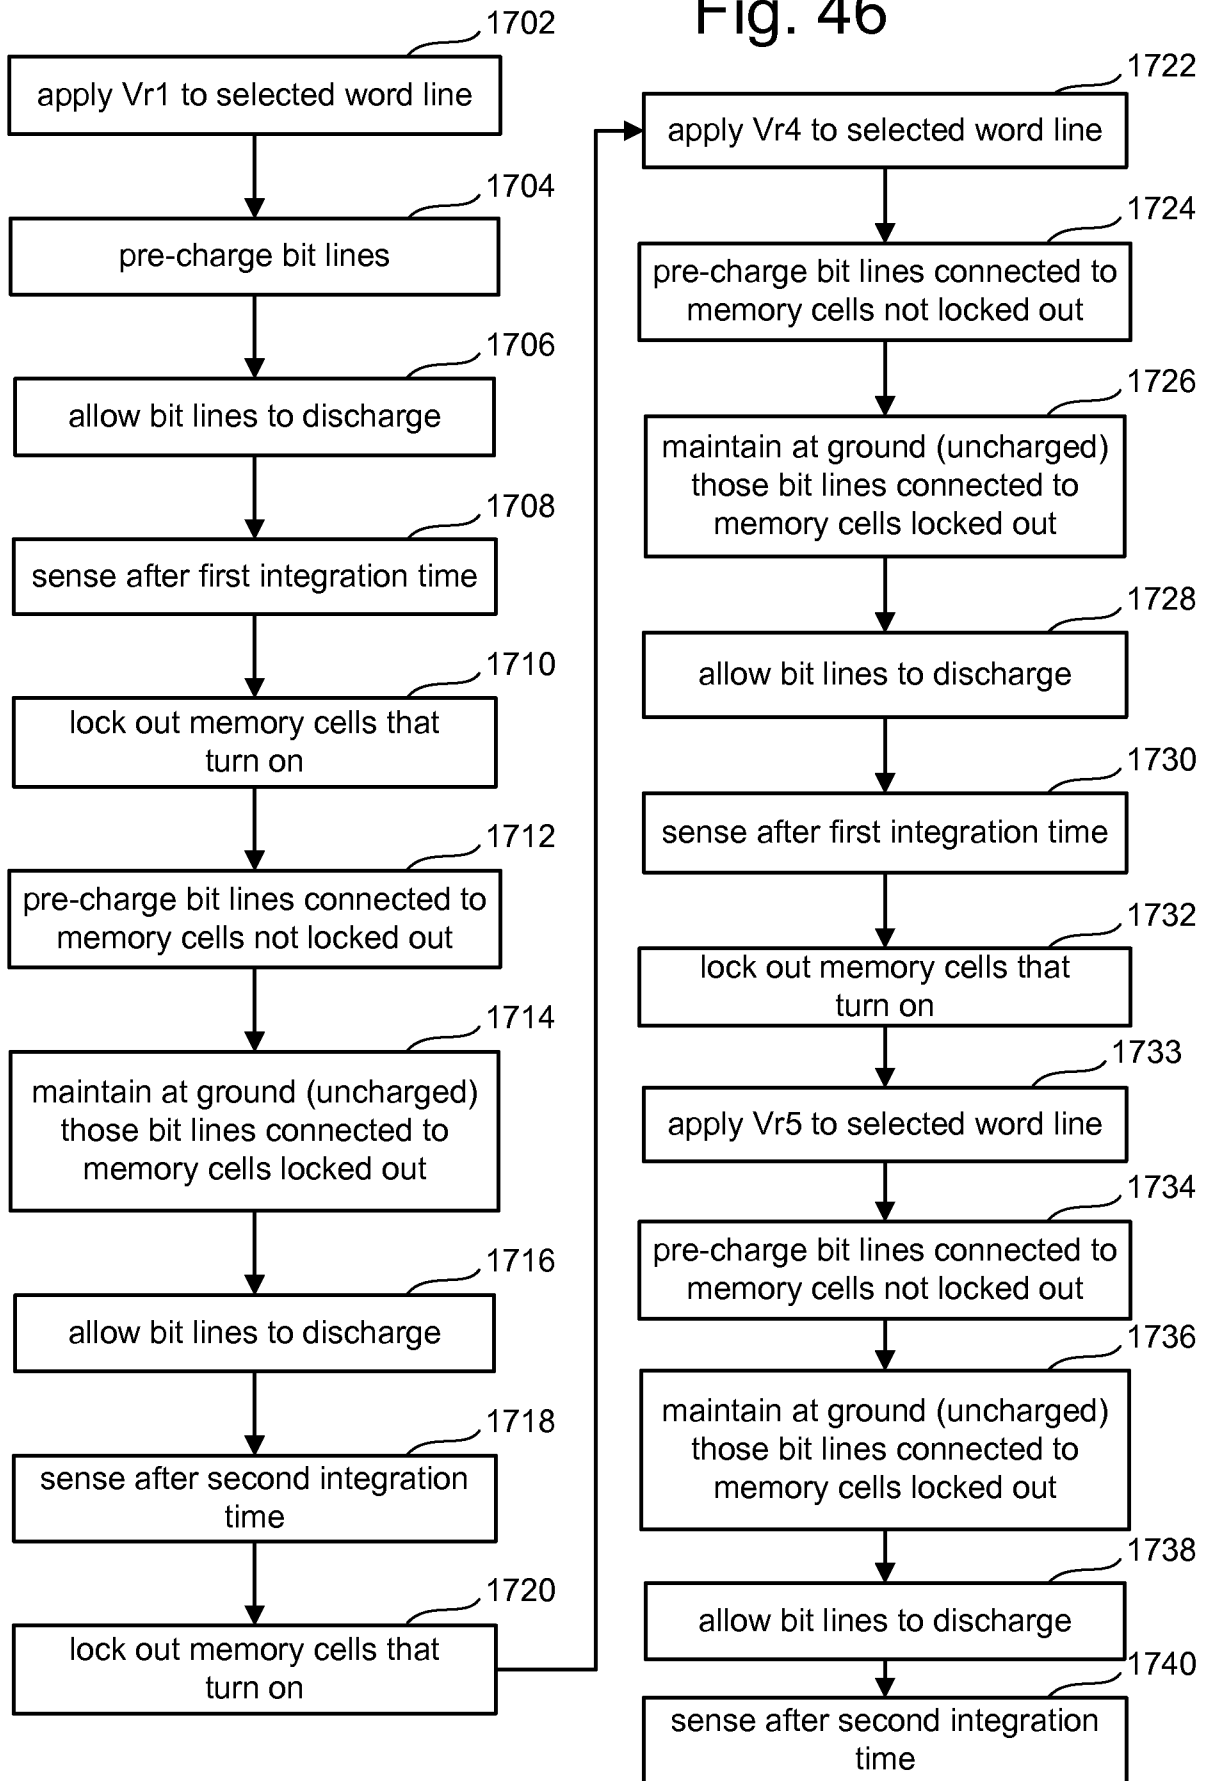 Fig. 46
1702
apply Vr1 to selected word line
1704
pre-charge bit lines
1706
allow bit lines to discharge
1708
sense after first integration time
1710
lock out memory cells that
turn on
1712
pre-charge bit lines connected to
memory cells not locked out
1714
maintain at ground (uncharged)
those bit lines connected to
memory cells locked out
1716
allow bit lines to discharge
1718
sense after second integration
time
1720
lock out memory cells that
turn on
1722
apply Vr4 to selected word line
1724
pre-charge bit lines connected to
memory cells not locked out
1726
maintain at ground (uncharged)
those bit lines connected to
memory cells locked out
1728
allow bit lines to discharge
1730
sense after first integration time
1732
lock out memory cells that
turn on
1733
apply Vr5 to selected word line
1734
pre-charge bit lines connected to
memory cells not locked out
1736
maintain at ground (uncharged)
those bit lines connected to
memory cells locked out
1738
allow bit lines to discharge
1740
sense after second integration
time